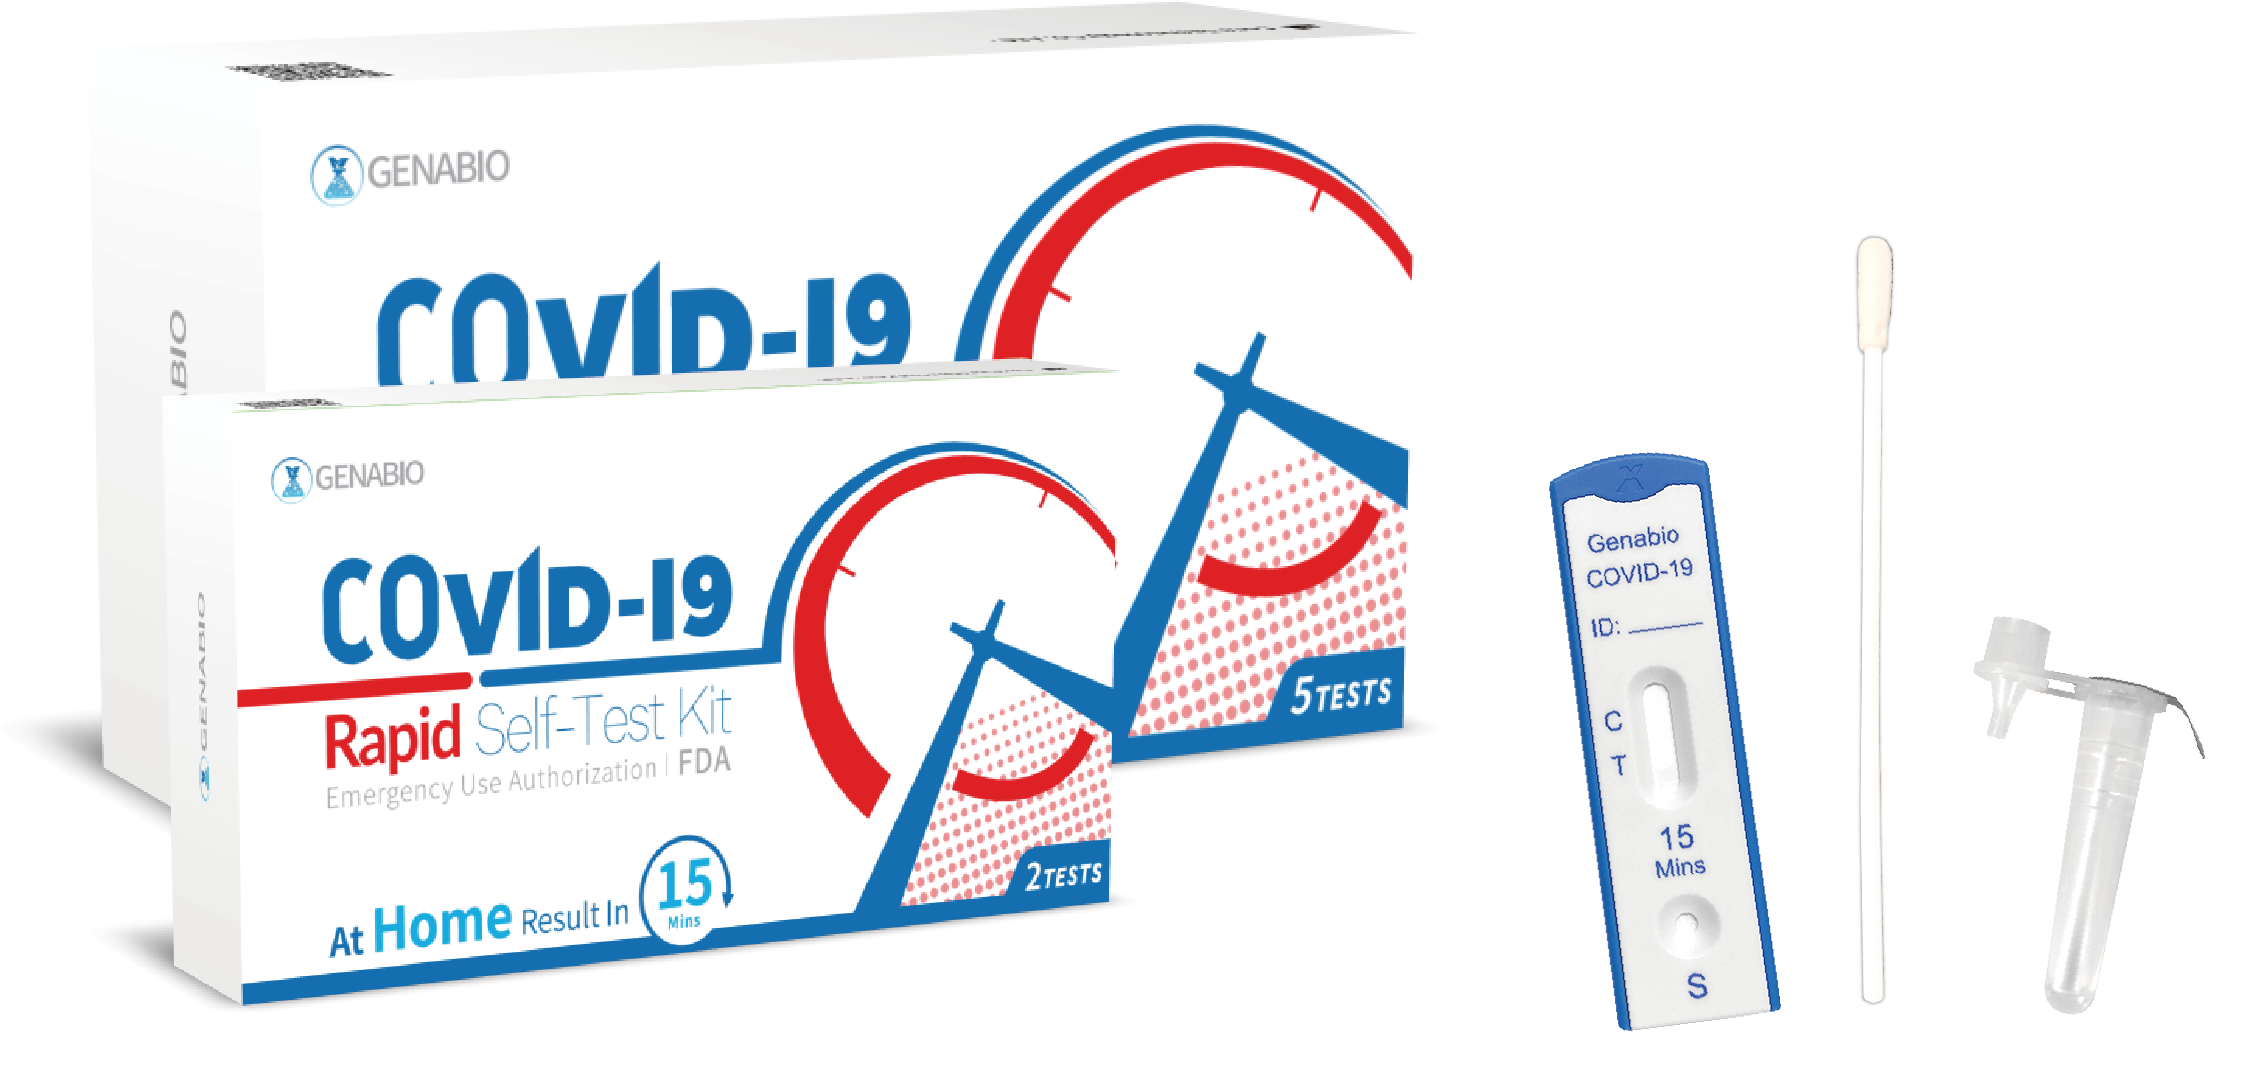 GENABIO
COVID-19
5TESTS
BIO
GENABIO
COVID-19
Rapid Self-Test Kit
Emergency Use Authorization | FDA
At Home Result In 15 Mins
2TESTS
GENABIO
Genabio
COVID-19
ID:
C
T
15
Mins
S